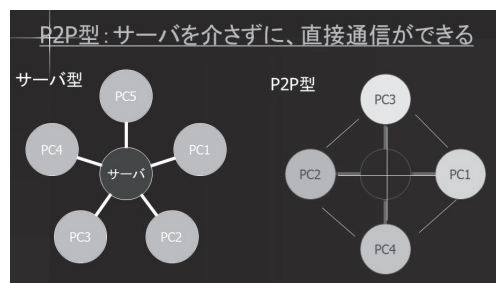 P2P型：サーバを介さずに、直接通信ができる
サーバ型
P2P型
PC5
PC4
PC1
サーバ
PC3
PC2
PC3
PC2
PC1
PC4